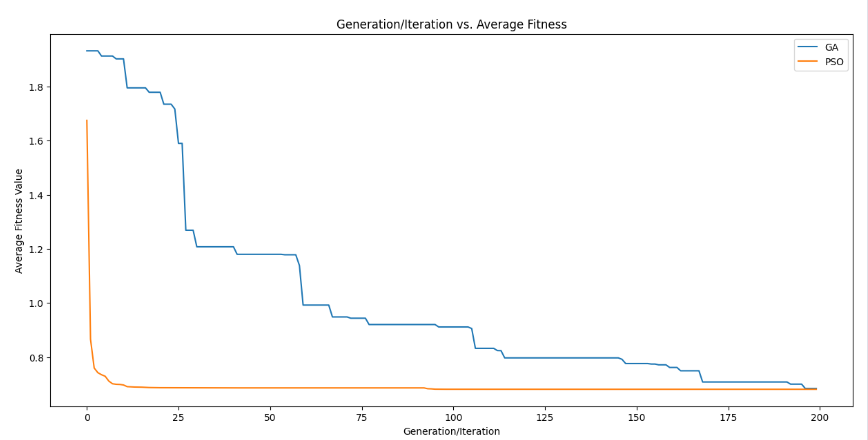 Generation/Iteration vs. Average Fitness
GA
PSO
Average Fitness Value
1.8
1.6
1.4
1.2
1.0
0.8
0 25 50 75 100 125 150 175 200
Generation/Iteration